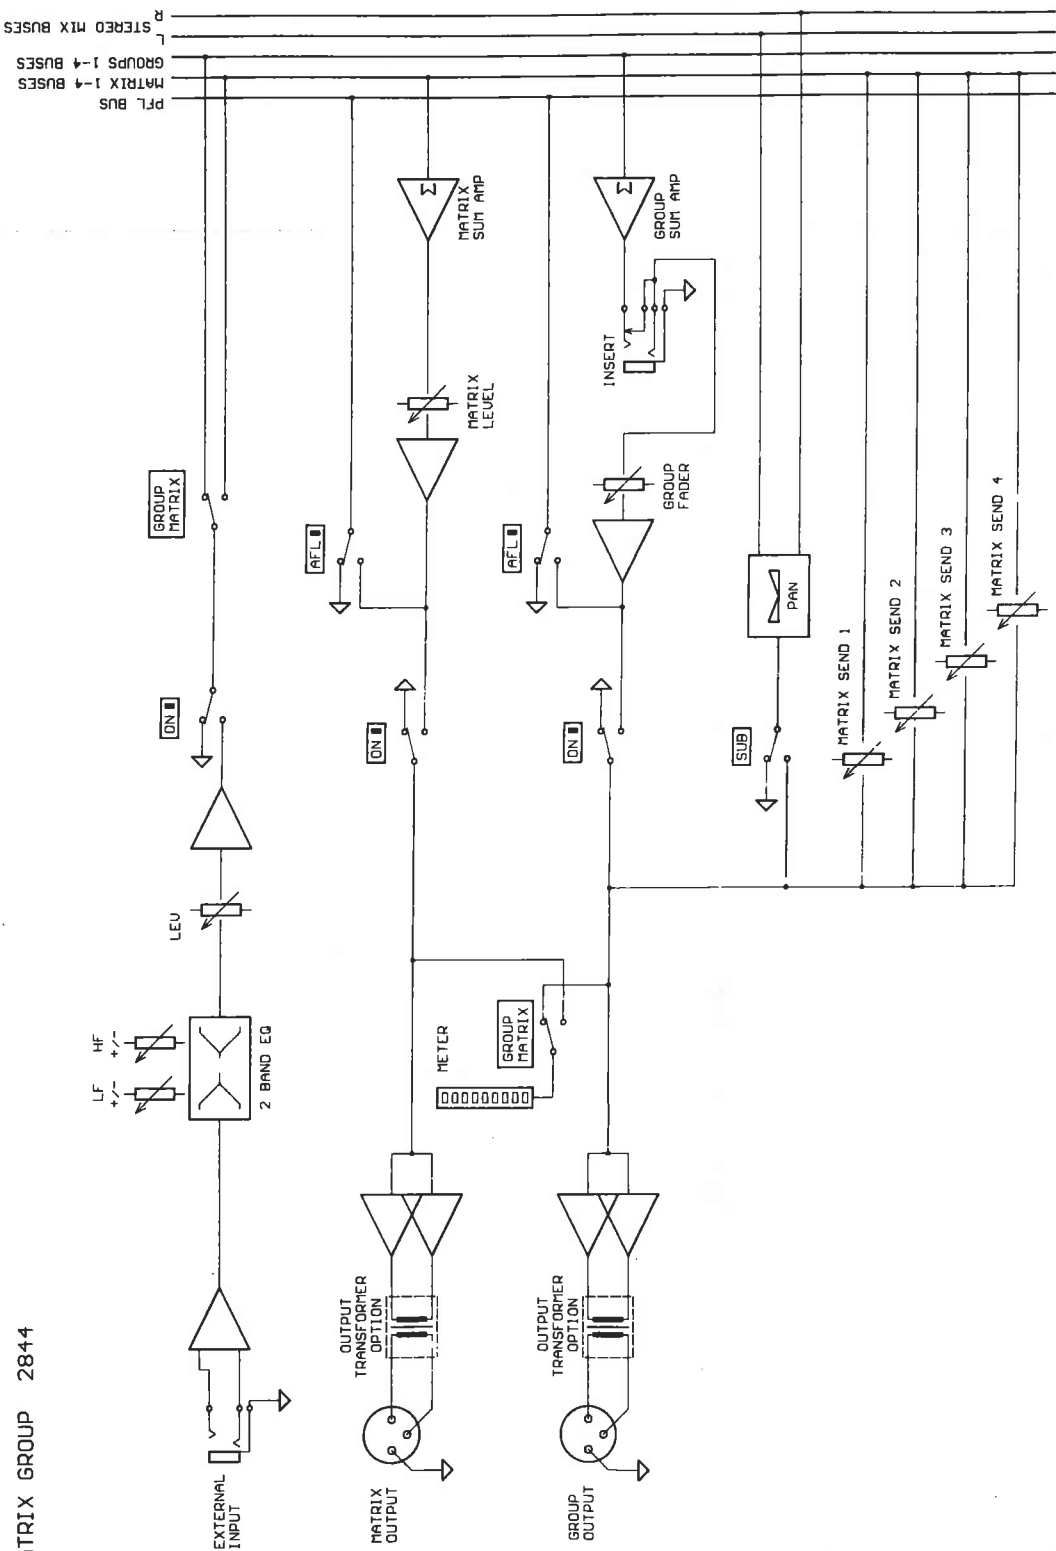 R
STEREO MIX BUSES
L
GROUPS 1-4 BUSES
MATRIX 1-4 BUSES
PFL BUS
TRIX GROUP 2844
EXTERNAL
INPUT
LF
+/-
HF
+/-
2 BAND EQ
LEV
ON
GROUP
MATRIX
MATRIX
OUTPUT
OUTPUT
TRANSFORMER
OPTION
METER
GROUP
MATRIX
ON
AFL
MATRIX
LEVEL
MATRIX
SUM AMP
Σ
GROUP
OUTPUT
OUTPUT
TRANSFORMER
OPTION
ON
AFL
GROUP
FADER
INSERT
GROUP
SUM AMP
Σ
SUB
PAN
MATRIX SEND 1
MATRIX SEND 2
MATRIX SEND 3
MATRIX SEND 4